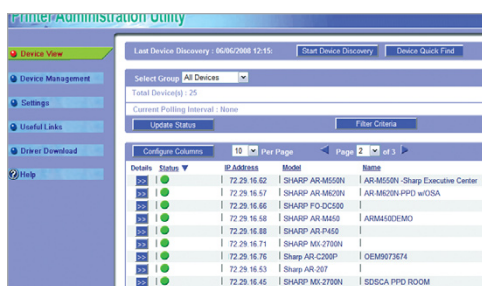 Printer Administration Utility
Device View
Device Management
Settings
Useful Links
Driver Download
Help
Last Device Discovery : 06/06/2008 12:15:
Start Device Discovery
Device Quick Find
Select Group All Devices
Total Device(s) : 25
Current Polling Interval : None
Update Status
Filter Criteria
Configure Columns 10 Per Page Page 2 of 3
Details Status IP Address Model Name
>> 72.29.16.62 SHARP AR-M550N AR-M550N -Sharp Executive Center
>> 72.29.16.57 SHARP AR-M620N AR-M620N-PPD w/OSA
>> 72.29.16.66 SHARP FO-DC500
>> 72.29.16.58 SHARP AR-M450 ARM450DEMO
>> 72.29.16.88 SHARP AR-P450
>> 72.29.16.71 SHARP MX-2700N
>> 72.29.16.76 Sharp AR-C200P OEM9073674
>> 72.29.16.53 Sharp AR-207
>> 72.29.16.45 SHARP MX-2700N SDSCA PPD ROOM